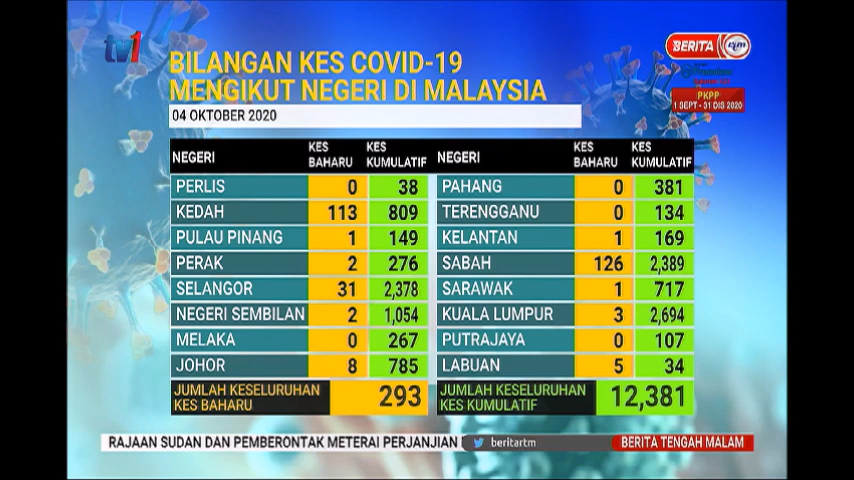 tv1
BERITA rtm
BILANGAN KES COVID-19
MENGIKUT NEGERI DI MALAYSIA
04 OKTOBER 2020
PKPP
1 SEPT - 31 DIS 2020
NEGERI KES BAHARU KES KUMULATIF NEGERI KES BAHARU KES KUMULATIF
PERLIS 0 38 PAHANG 0 381
KEDAH 113 809 TERENGGANU 0 134
PULAU PINANG 1 149 KELANTAN 1 169
PERAK 2 276 SABAH 126 2,389
SELANGOR 31 2,378 SARAWAK 1 717
NEGERI SEMBILAN 2 1,054 KUALA LUMPUR 3 2,694
MELAKA 0 267 PUTRAJAYA 0 107
JOHOR 8 785 LABUAN 5 34
JUMLAH KESELURUHAN KES BAHARU 293 JUMLAH KESELURUHAN KES KUMULATIF 12,381
RAJAAN SUDAN DAN PEMBERONTAK METERAI PERJANJIAN beritartm BERITA TENGAH MALAM